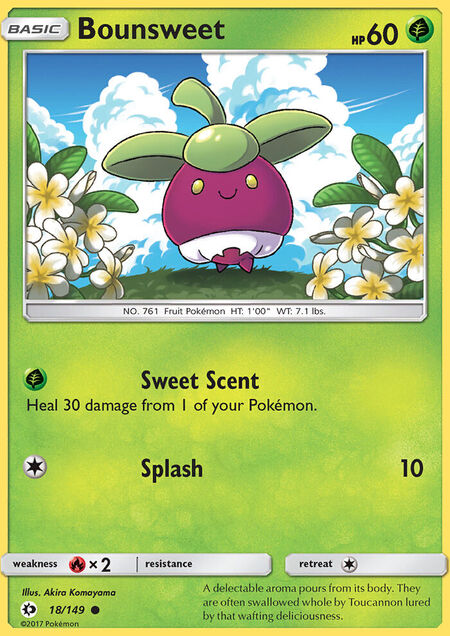 BASIC Bounsweet HP60
NO. 761 Fruit Pokémon HT: 1'00" WT: 7.1 lbs.
Sweet Scent
Heal 30 damage from 1 of your Pokémon.
Splash 10
weakness ×2 resistance retreat
Illus. Akira Komayama
18/149
©2017 Pokémon
A delectable aroma pours from its body. They
are often swallowed whole by Toucannon lured
by that wafting deliciousness.